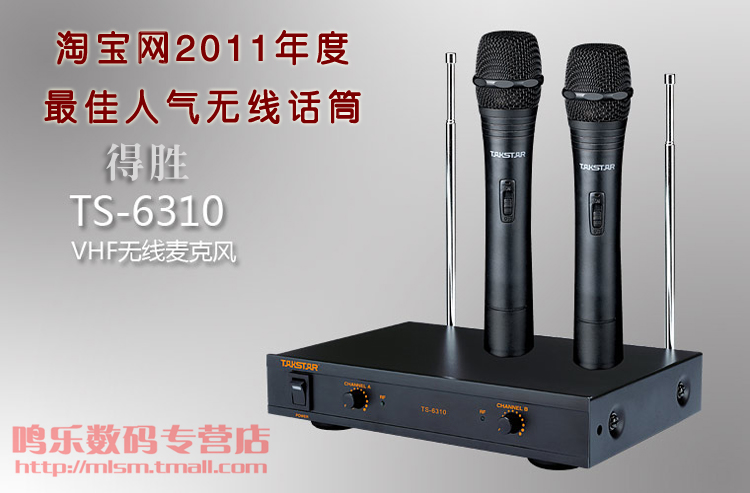 淘宝网2011年度
最佳人气无线话筒
得胜
TS-6310
VHF无线麦克风
TAKSTAR
TAKSTAR
TAKSTAR
CHANNEL A
RF
POWER
TS-6310
RF
CHANNEL B
鸣乐数码专营店
http://mlsm.tmall.com